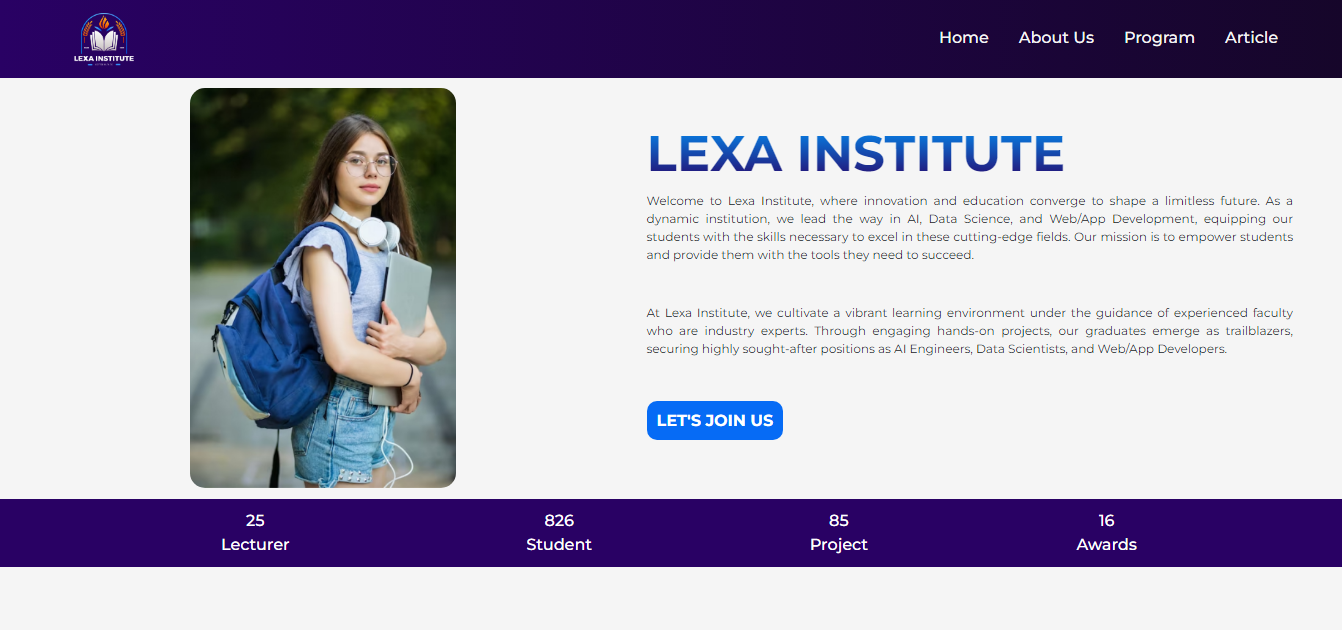 LEXA INSTITUTE
Home About Us Program Article
LEXA INSTITUTE
Welcome to Lexa Institute, where innovation and education converge to shape a limitless future. As a
dynamic institution, we lead the way in AI, Data Science, and Web/App Development, equipping our
students with the skills necessary to excel in these cutting-edge fields. Our mission is to empower students
and provide them with the tools they need to succeed.
At Lexa Institute, we cultivate a vibrant learning environment under the guidance of experienced faculty
who are industry experts. Through engaging hands-on projects, our graduates emerge as trailblazers,
securing highly sought-after positions as AI Engineers, Data Scientists, and Web/App Developers.
LET'S JOIN US
25 826 85 16
Lecturer Student Project Awards